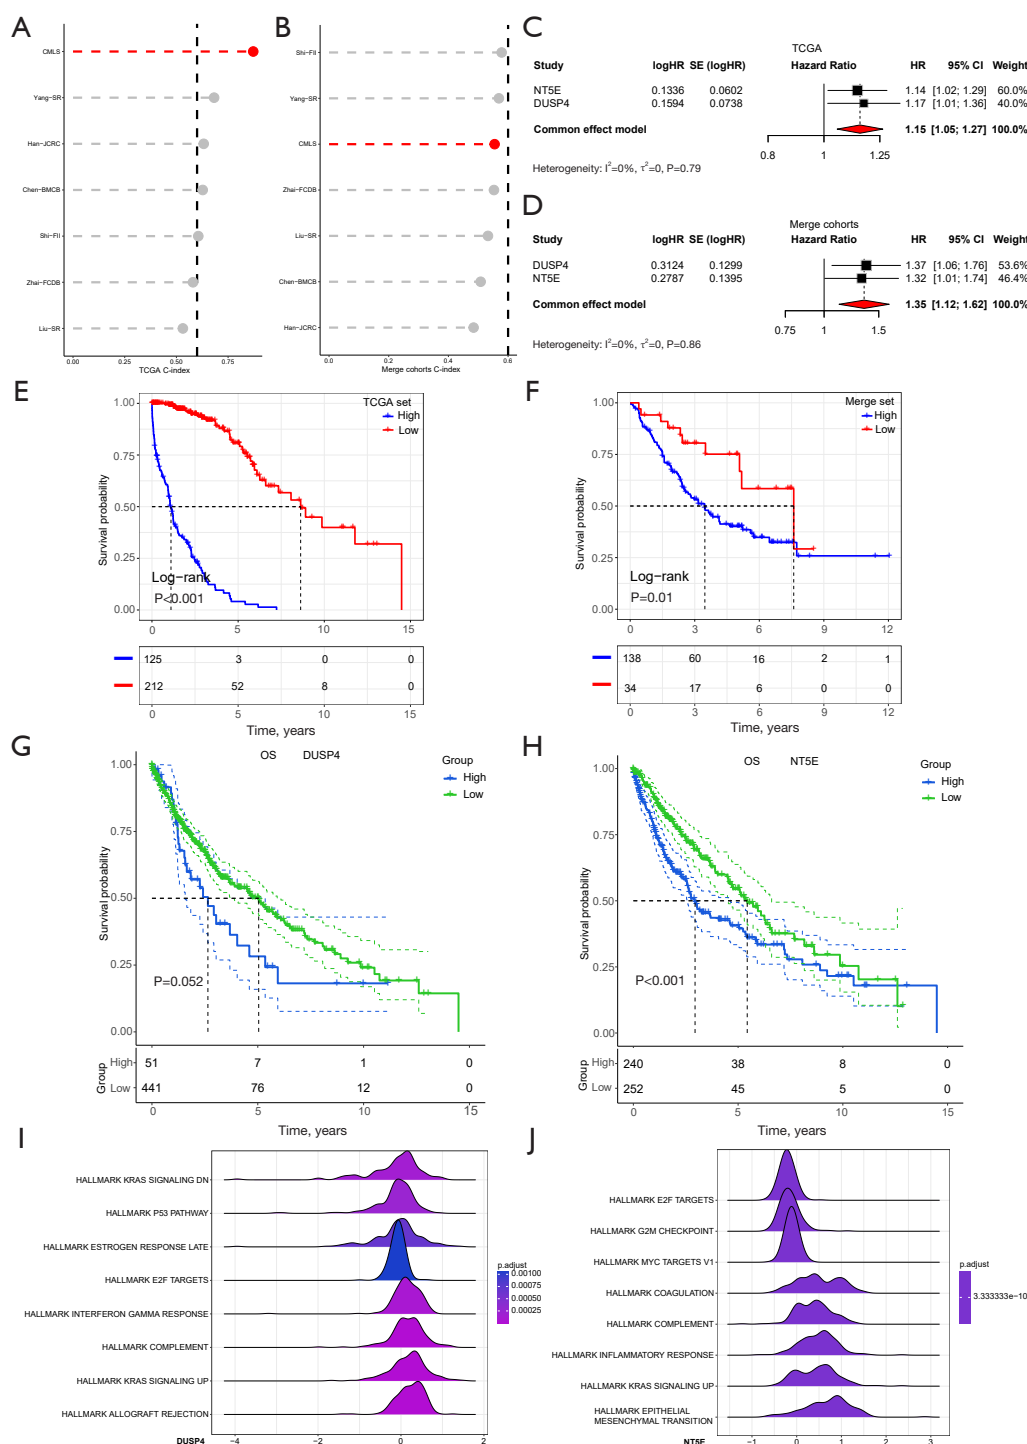 A
CMLS
Yang-SR
Han-JCRC
Chen-BMCB
Shi-FII
Zhai-FCDB
Liu-SR
0.00 0.25 0.50 0.75
TCGA C-index
B
Shi-FII
Yang-SR
CMLS
Zhai-FCDB
Liu-SR
Chen-BMCB
Han-JCRC
0.0 0.2 0.4 0.6
Merge cohorts C-index
C
TCGA
Study logHR SE (logHR) Hazard Ratio HR 95% CI Weight
NT5E 0.1336 0.0602 1.14 [1.02; 1.29] 60.0%
DUSP4 0.1594 0.0738 1.17 [1.01; 1.36] 40.0%
Common effect model 1.15 [1.05; 1.27] 100.0%
0.8 1 1.25
Heterogeneity: I²=0%, τ²=0, P=0.79
D
Merge cohorts
Study logHR SE (logHR) Hazard Ratio HR 95% CI Weight
DUSP4 0.3124 0.1299 1.37 [1.06; 1.76] 53.6%
NT5E 0.2787 0.1395 1.32 [1.01; 1.74] 46.4%
Common effect model 1.35 [1.12; 1.62] 100.0%
0.75 1 1.5
Heterogeneity: I²=0%, τ²=0, P=0.86
E
TCGA set
High
Low
Survival probability
1.00
0.75
0.50
0.25
0.00
Log-rank
P<0.001
0 5 10 15
125 3 0 0
212 52 8 0
0 5 10 15
Time, years
F
Merge set
High
Low
Survival probability
1.00
0.75
0.50
0.25
0.00
Log-rank
P=0.01
0 3 6 9 12
138 60 16 2 1
34 17 6 0 0
0 3 6 9 12
Time, years
G
OS DUSP4
Group
High
Low
Survival probability
1.00
0.75
0.50
0.25
0.00
P=0.052
Group
High 51 7 1 0
Low 441 76 12 0
0 5 10 15
Time, years
H
OS NT5E
Group
High
Low
Survival probability
1.00
0.75
0.50
0.25
0.00
P<0.001
Group
High 240 38 8 0
Low 252 45 5 0
0 5 10 15
Time, years
I
HALLMARK KRAS SIGNALING DN
HALLMARK P53 PATHWAY
HALLMARK ESTROGEN RESPONSE LATE
HALLMARK E2F TARGETS
HALLMARK INTERFERON GAMMA RESPONSE
HALLMARK COMPLEMENT
HALLMARK KRAS SIGNALING UP
HALLMARK ALLOGRAFT REJECTION
p.adjust
0.00100
0.00075
0.00050
0.00025
−4 −2 0 2
DUSP4
J
HALLMARK E2F TARGETS
HALLMARK G2M CHECKPOINT
HALLMARK MYC TARGETS V1
HALLMARK COAGULATION
HALLMARK COMPLEMENT
HALLMARK INFLAMMATORY RESPONSE
HALLMARK KRAS SIGNALING UP
HALLMARK EPITHELIAL
MESENCHYMAL TRANSITION
p.adjust
3.333333e−10
−1 0 1 2 3
NT5E